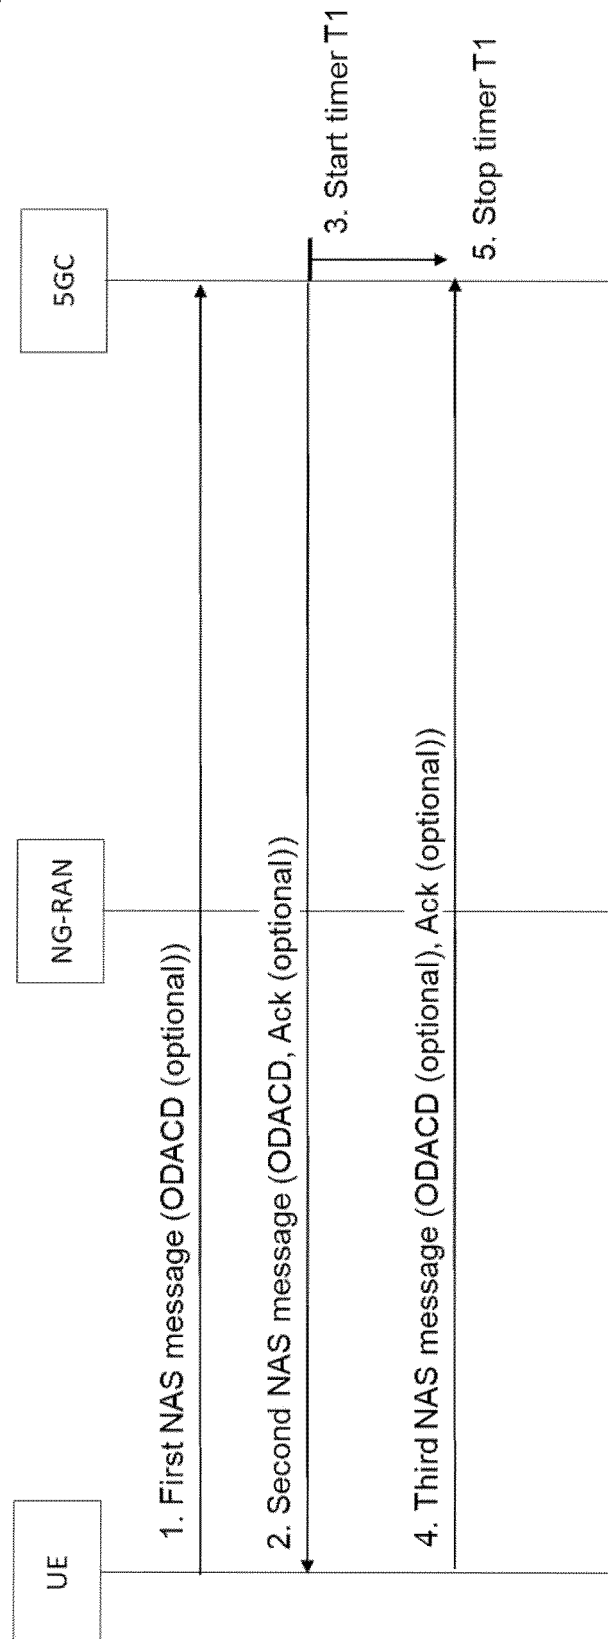 UE
NG-RAN
5GC
1. First NAS message (ODACD (optional))
2. Second NAS message (ODACD, Ack (optional))
3. Start timer T1
4. Third NAS message (ODACD (optional), Ack (optional))
5. Stop timer T1